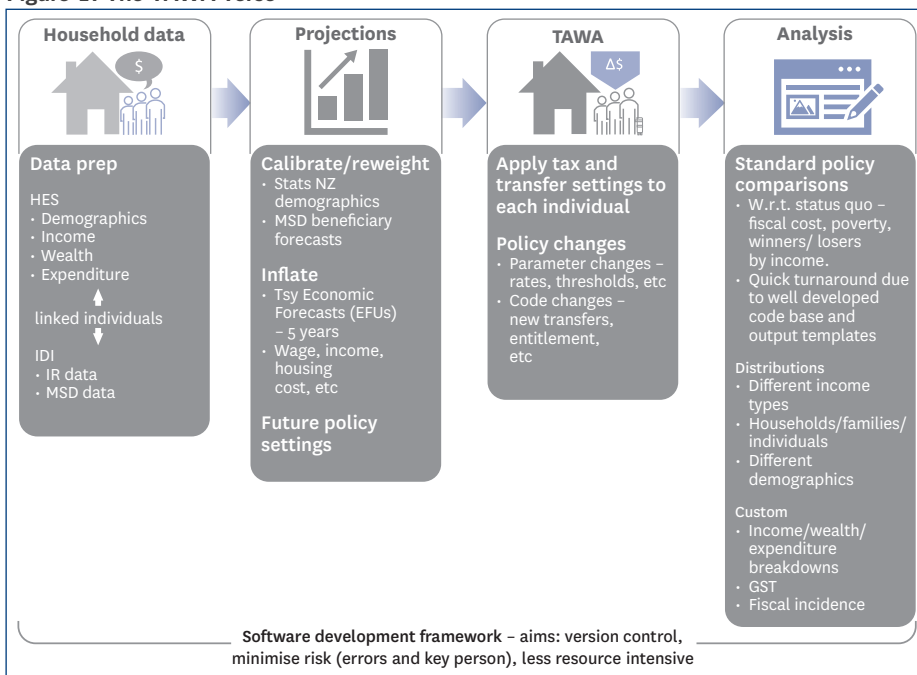 Household data
$
Data prep
HES
· Demographics
· Income
· Wealth
· Expenditure
linked individuals
IDI
· IR data
· MSD data
Projections
Calibrate/reweight
· Stats NZ
demographics
· MSD beneficiary
forecasts
Inflate
· Tsy Economic
Forecasts (EFUs)
– 5 years
· Wage, income,
housing
cost, etc
Future policy
settings
TAWA
Δ$
Apply tax and
transfer settings to
each individual
Policy changes
· Parameter changes –
rates, thresholds, etc
· Code changes –
new transfers,
entitlement,
etc
Analysis
Standard policy
comparisons
· W.r.t. status quo –
fiscal cost, poverty,
winners/ losers
by income.
· Quick turnaround due
to well developed
code base and
output templates
Distributions
· Different income
types
· Households/families/
individuals
· Different
demographics
Custom
· Income/wealth/
expenditure
breakdowns
· GST
· Fiscal incidence
Software development framework – aims: version control,
minimise risk (errors and key person), less resource intensive